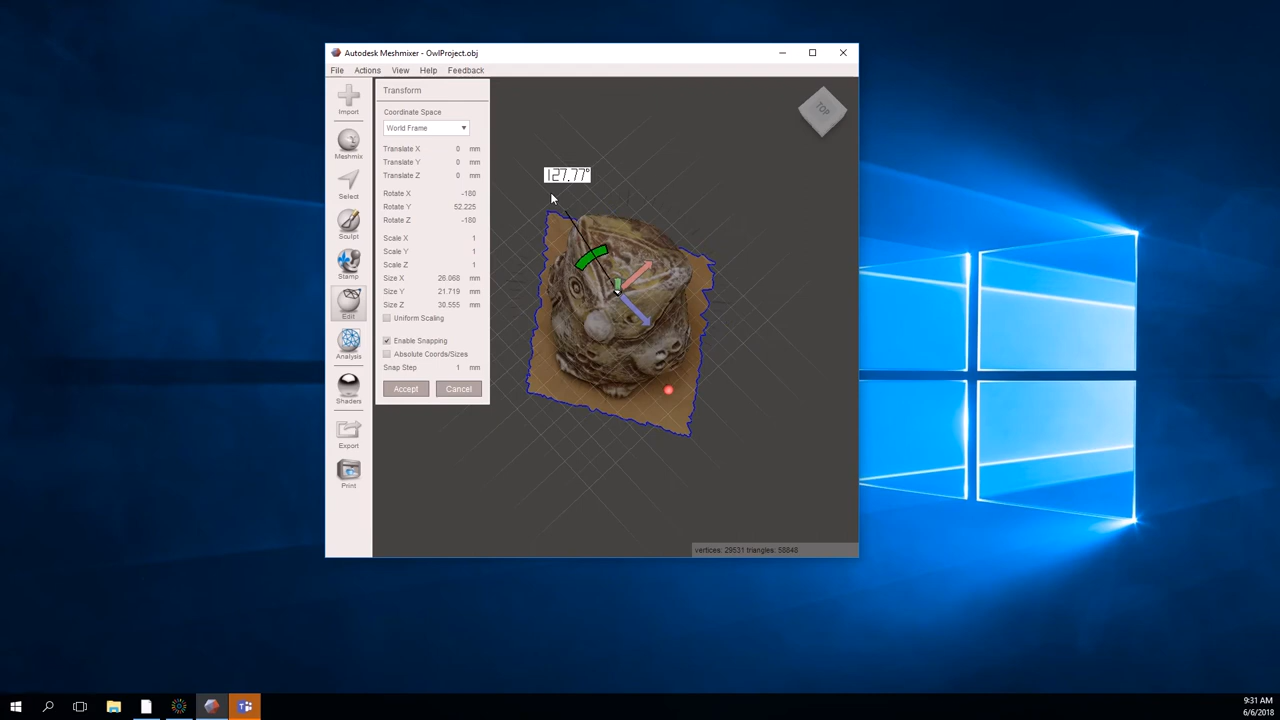 Autodesk Meshmixer - OwlProject.obj
File Actions View Help Feedback
Import
Meshmix
Select
Sculpt
Stamp
Edit
Analysis
Shaders
Export
Print
Transform
Coordinate Space
World Frame
Translate X 0 mm
Translate Y 0 mm
Translate Z 0 mm
Rotate X -180
Rotate Y 52.225
Rotate Z -180
Scale X 1
Scale Y 1
Scale Z 1
Size X 26.068 mm
Size Y 21.719 mm
Size Z 30.555 mm
Uniform Scaling
Enable Snapping
Absolute Coords/Sizes
Snap Step 1 mm
Accept Cancel
127.77°
TOP
vertices: 29531 triangles: 58848
9:31 AM
6/6/2018